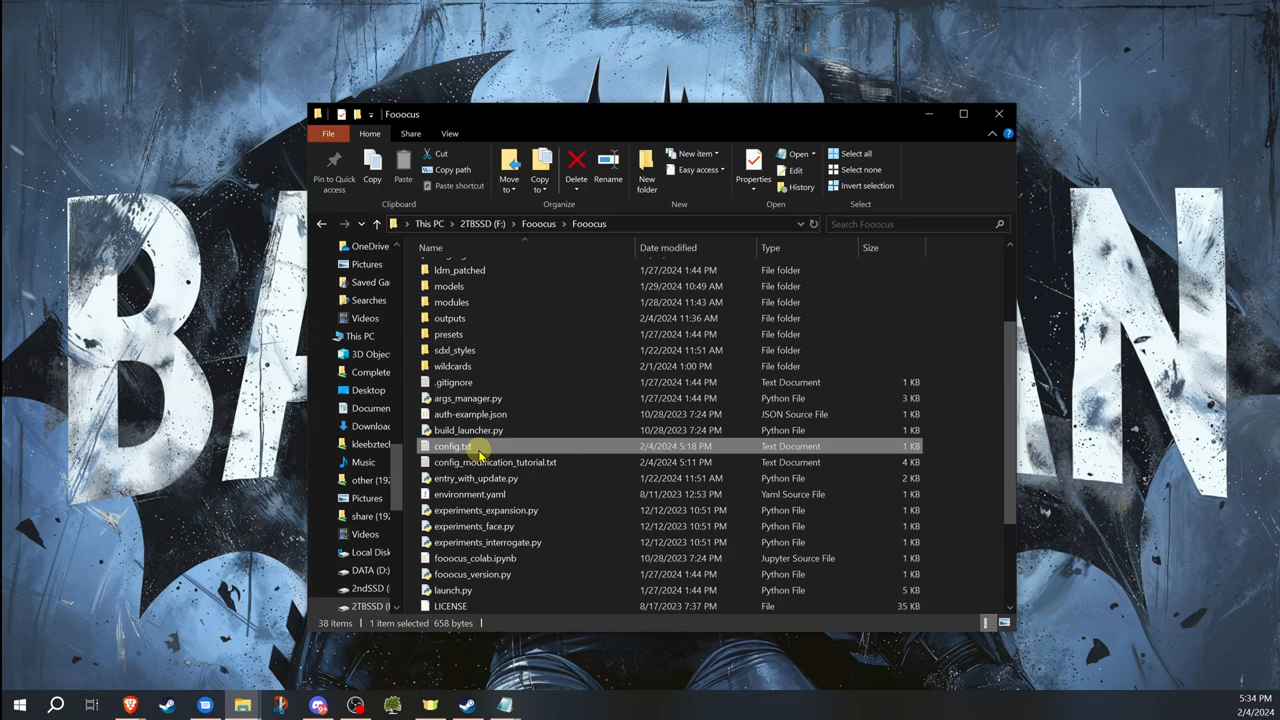 Fooocus
File Home Share View
Pin to Quick access
Copy
Paste
Cut
Copy path
Paste shortcut
Clipboard
Move to
Copy to
Delete
Rename
Organize
New folder
New item
Easy access
New
Properties
Open
Edit
History
Open
Select all
Select none
Invert selection
Select
This PC > 2TBSSD (F:) > Fooocus > Fooocus
Search Fooocus
OneDrive
Pictures
Saved Ga
Searches
Videos
This PC
3D Objec
Complete
Desktop
Documen
Downloac
kleebztec
Music
other (192
Pictures
share (192
Videos
Local Disk
DATA (D:)
2ndSSD (
2TBSSD (F
Name Date modified Type Size
ldm_patched 1/27/2024 1:44 PM File folder
models 1/29/2024 10:49 AM File folder
modules 1/28/2024 11:43 AM File folder
outputs 2/4/2024 11:36 AM File folder
presets 1/27/2024 1:44 PM File folder
sdxl_styles 1/22/2024 11:51 AM File folder
wildcards 2/1/2024 1:00 PM File folder
.gitignore 1/27/2024 1:44 PM Text Document 1 KB
args_manager.py 1/27/2024 1:44 PM Python File 3 KB
auth-example.json 10/28/2023 7:24 PM JSON Source File 1 KB
build_launcher.py 10/28/2023 7:24 PM Python File 1 KB
config.txt 2/4/2024 5:18 PM Text Document 1 KB
config_modification_tutorial.txt 2/4/2024 5:11 PM Text Document 4 KB
entry_with_update.py 1/22/2024 11:51 AM Python File 2 KB
environment.yaml 8/11/2023 12:53 PM Yaml Source File 1 KB
experiments_expansion.py 12/12/2023 10:51 PM Python File 1 KB
experiments_face.py 12/12/2023 10:51 PM Python File 1 KB
experiments_interrogate.py 12/12/2023 10:51 PM Python File 1 KB
fooocus_colab.ipynb 10/28/2023 7:24 PM Jupyter Source File 1 KB
fooocus_version.py 1/27/2024 1:44 PM Python File 1 KB
launch.py 1/27/2024 1:44 PM Python File 5 KB
LICENSE 8/17/2023 7:37 PM File 35 KB
38 items 1 item selected 658 bytes
5:34 PM
2/4/2024